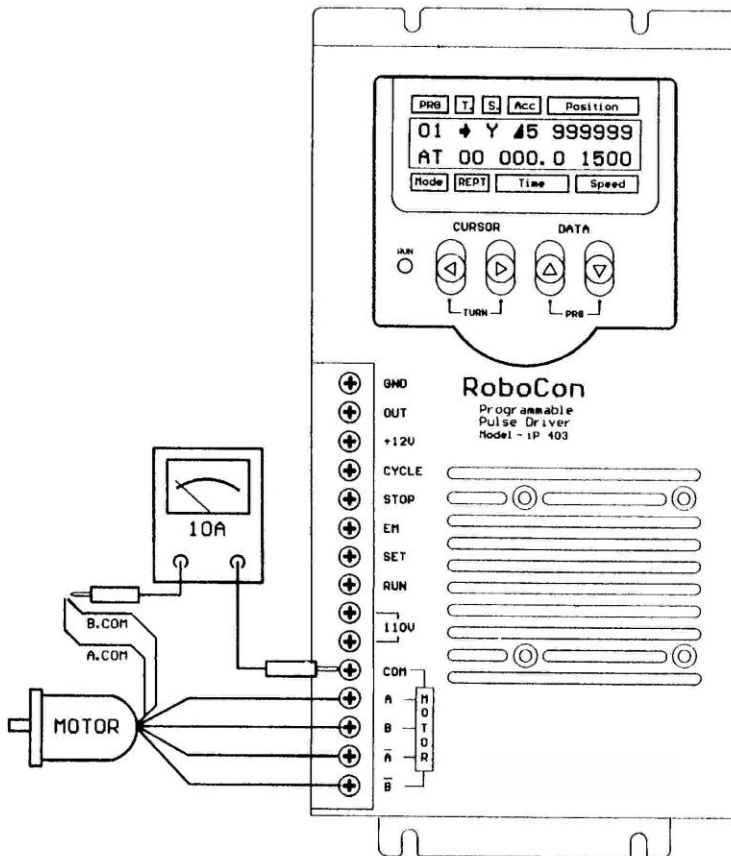 PRG T. S. Acc Position
01 → Y ◢5 999999
AT 00 000.0 1500
Mode REPT Time Speed
CURSOR DATA
RUN
TURN PRG
RoboCon
Programmable
Pulse Driver
Model - iP 403
GND
OUT
+12V
CYCLE
STOP
EM
SET
RUN
110V
COM
A
B
A̅
B̅
MOTOR
10A
B.COM
A.COM
MOTOR